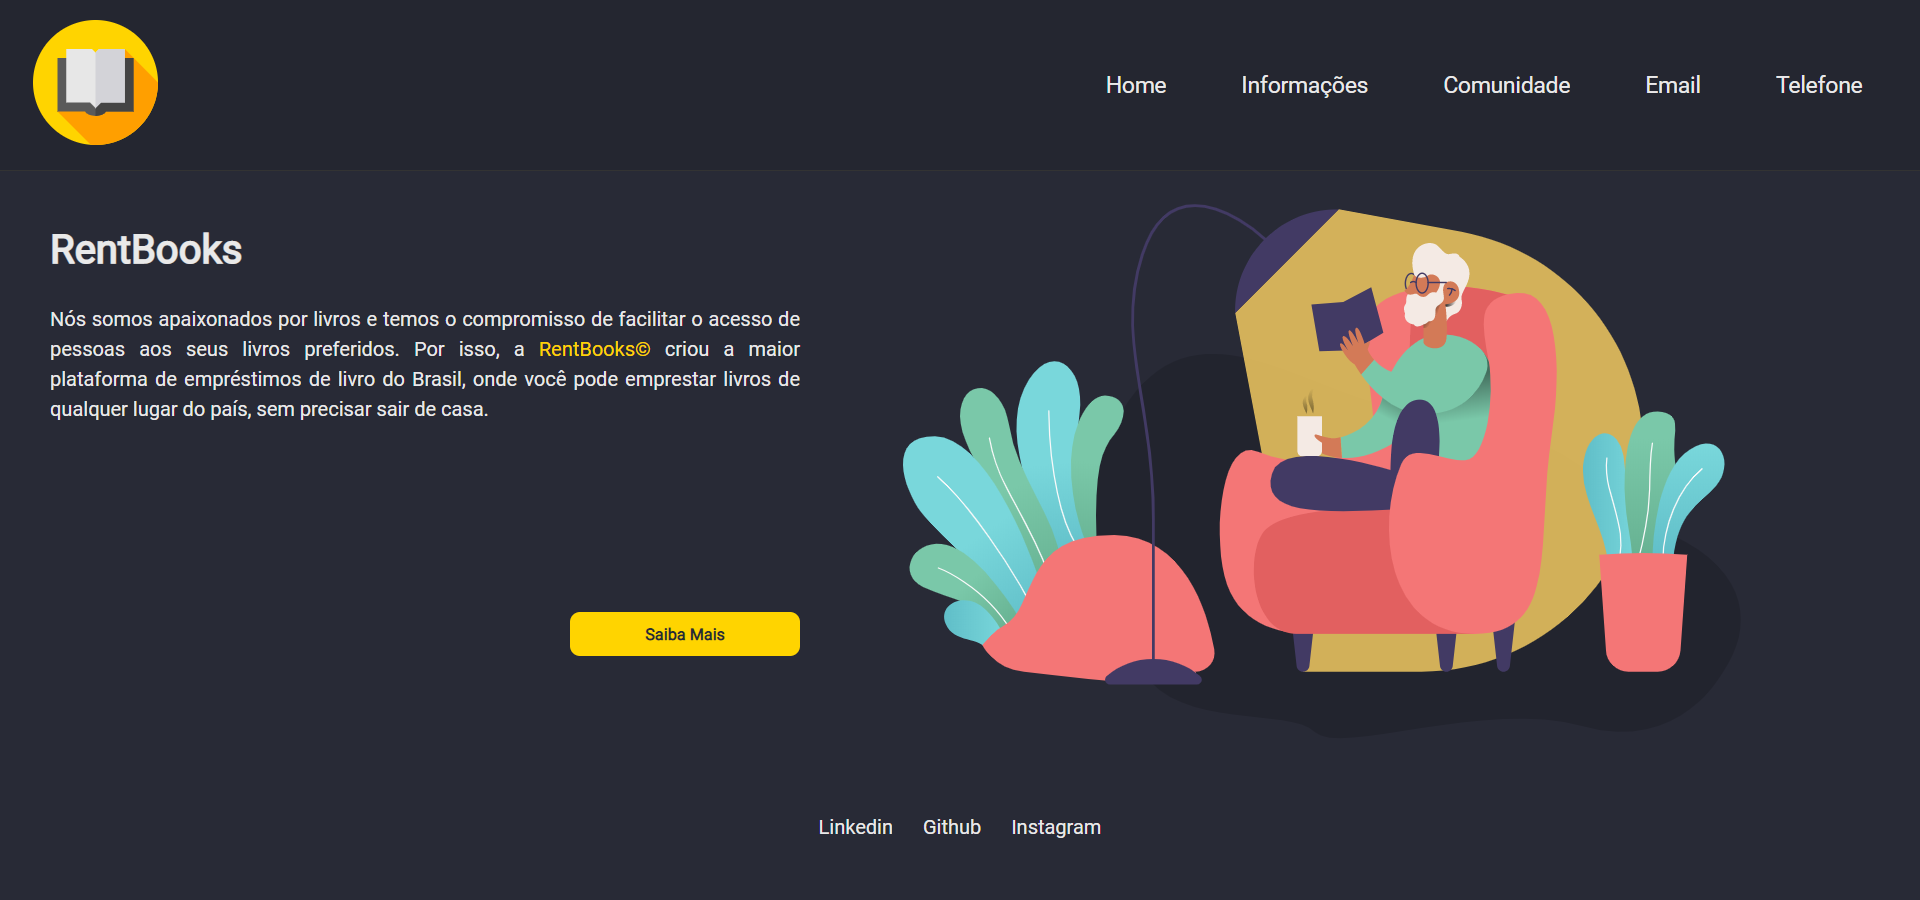 Home Informações Comunidade Email Telefone
RentBooks
Nós somos apaixonados por livros e temos o compromisso de facilitar o acesso de
pessoas aos seus livros preferidos. Por isso, a RentBooks© criou a maior
plataforma de empréstimos de livro do Brasil, onde você pode emprestar livros de
qualquer lugar do país, sem precisar sair de casa.
Saiba Mais
Linkedin Github Instagram